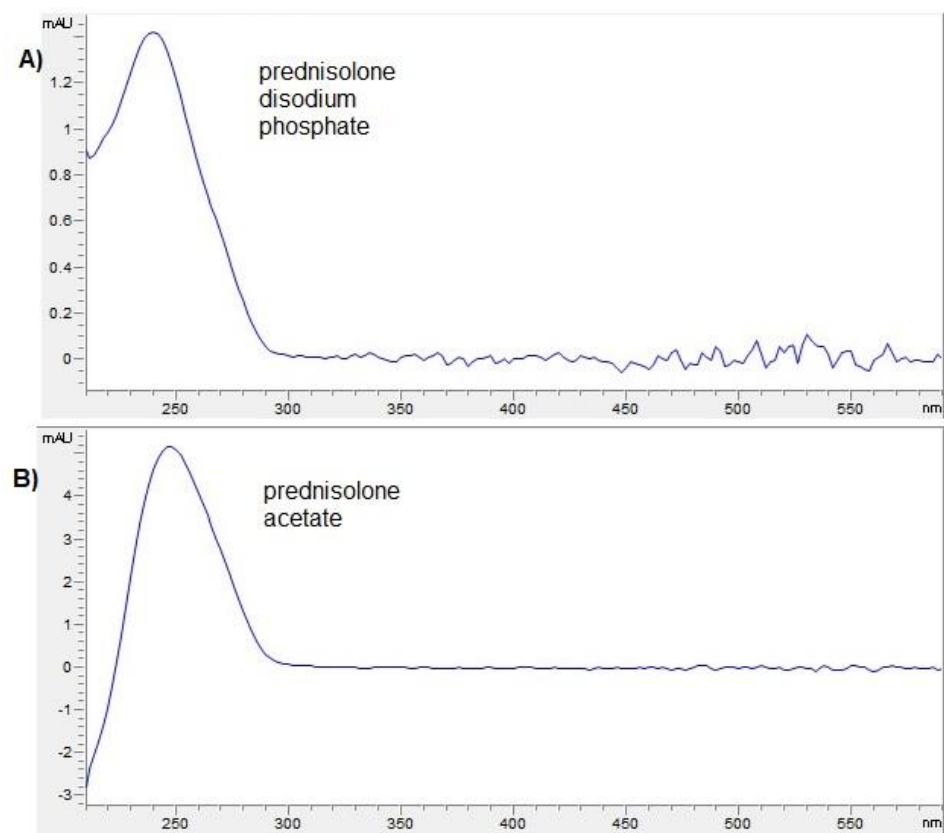 mAU
A)
prednisolone
disodium
phosphate
1.2
1
0.8
0.6
0.4
0.2
0
250 300 350 400 450 500 550 nm
mAU
B)
prednisolone
acetate
4
3
2
1
0
-1
-2
-3
250 300 350 400 450 500 550 nm